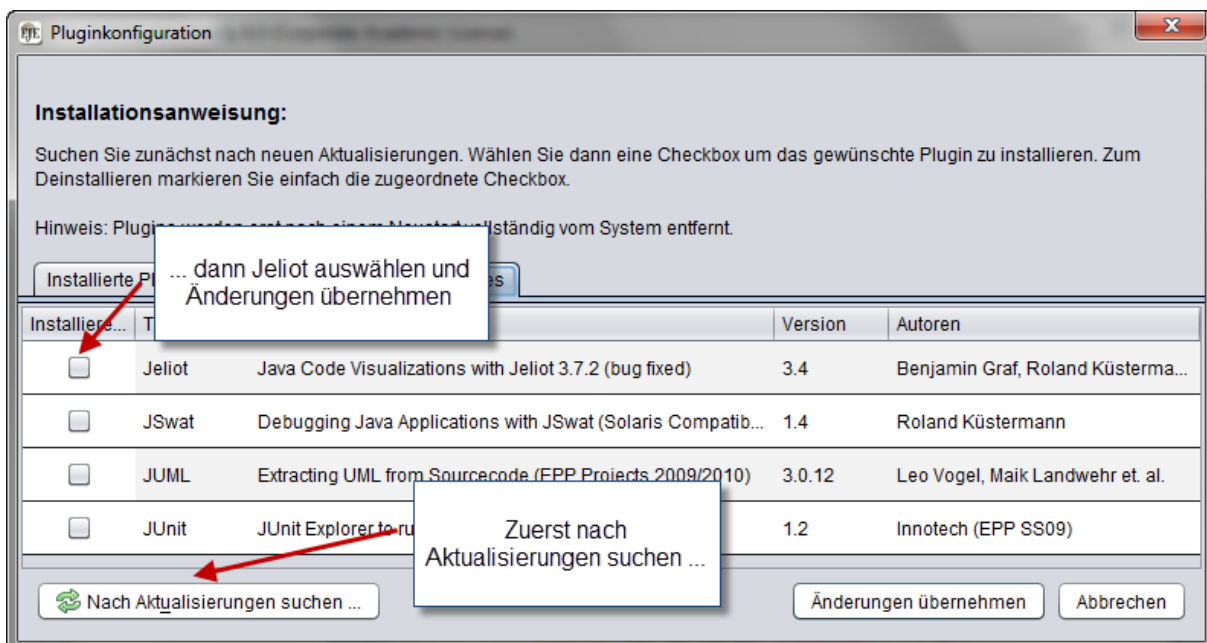 EJE Pluginkonfiguration
Installationsanweisung:
Suchen Sie zunächst nach neuen Aktualisierungen. Wählen Sie dann eine Checkbox um das gewünschte Plugin zu installieren. Zum
Deinstallieren markieren Sie einfach die zugeordnete Checkbox.
Hinweis: Plugins werden erst nach einem Neustart vollständig vom System entfernt.
... dann Jeliot auswählen und
Änderungen übernehmen
Installierte Pl
Installiere... T Version Autoren
Jeliot Java Code Visualizations with Jeliot 3.7.2 (bug fixed) 3.4 Benjamin Graf, Roland Küsterma...
JSwat Debugging Java Applications with JSwat (Solaris Compatib... 1.4 Roland Küstermann
JUML Extracting UML from Sourcecode (EPP Projects 2009/2010) 3.0.12 Leo Vogel, Maik Landwehr et. al.
JUnit JUnit Explorer to ru 1.2 Innotech (EPP SS09)
Zuerst nach
Aktualisierungen suchen ...
Nach Aktualisierungen suchen ... Änderungen übernehmen Abbrechen